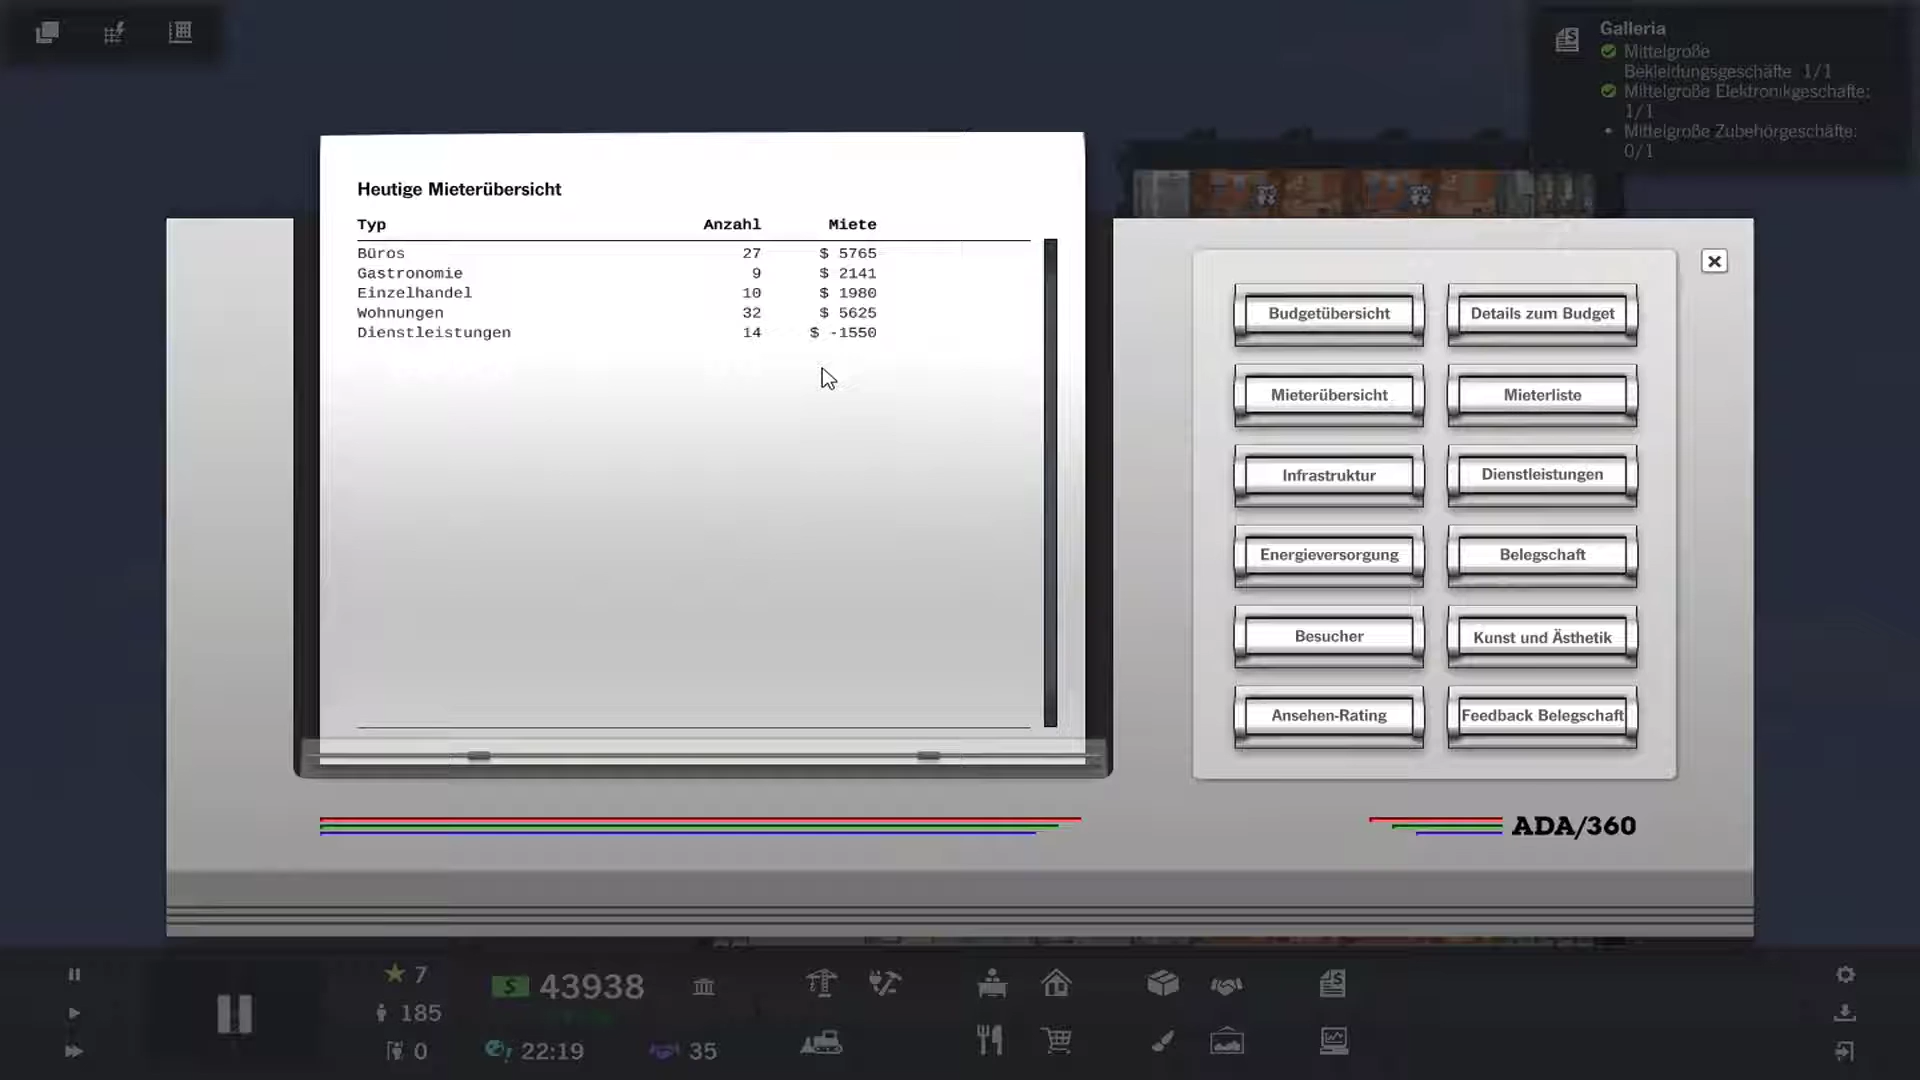 Galleria
Mittelgroße
Bekleidungsgeschäfte 1/1
Mittelgroße Elektronikgeschäfte:
1/1
Mittelgroße Zubehörgeschäfte:
0/1
Heutige Mieterübersicht
Typ Anzahl Miete
Büros 27 $ 5765
Gastronomie 9 $ 2141
Einzelhandel 10 $ 1980
Wohnungen 32 $ 5625
Dienstleistungen 14 $ -1550
Budgetübersicht Details zum Budget
Mieterübersicht Mieterliste
Infrastruktur Dienstleistungen
Energieversorgung Belegschaft
Besucher Kunst und Ästhetik
Ansehen-Rating Feedback Belegschaft
ADA/360
7
43938
185
0
22:19
35